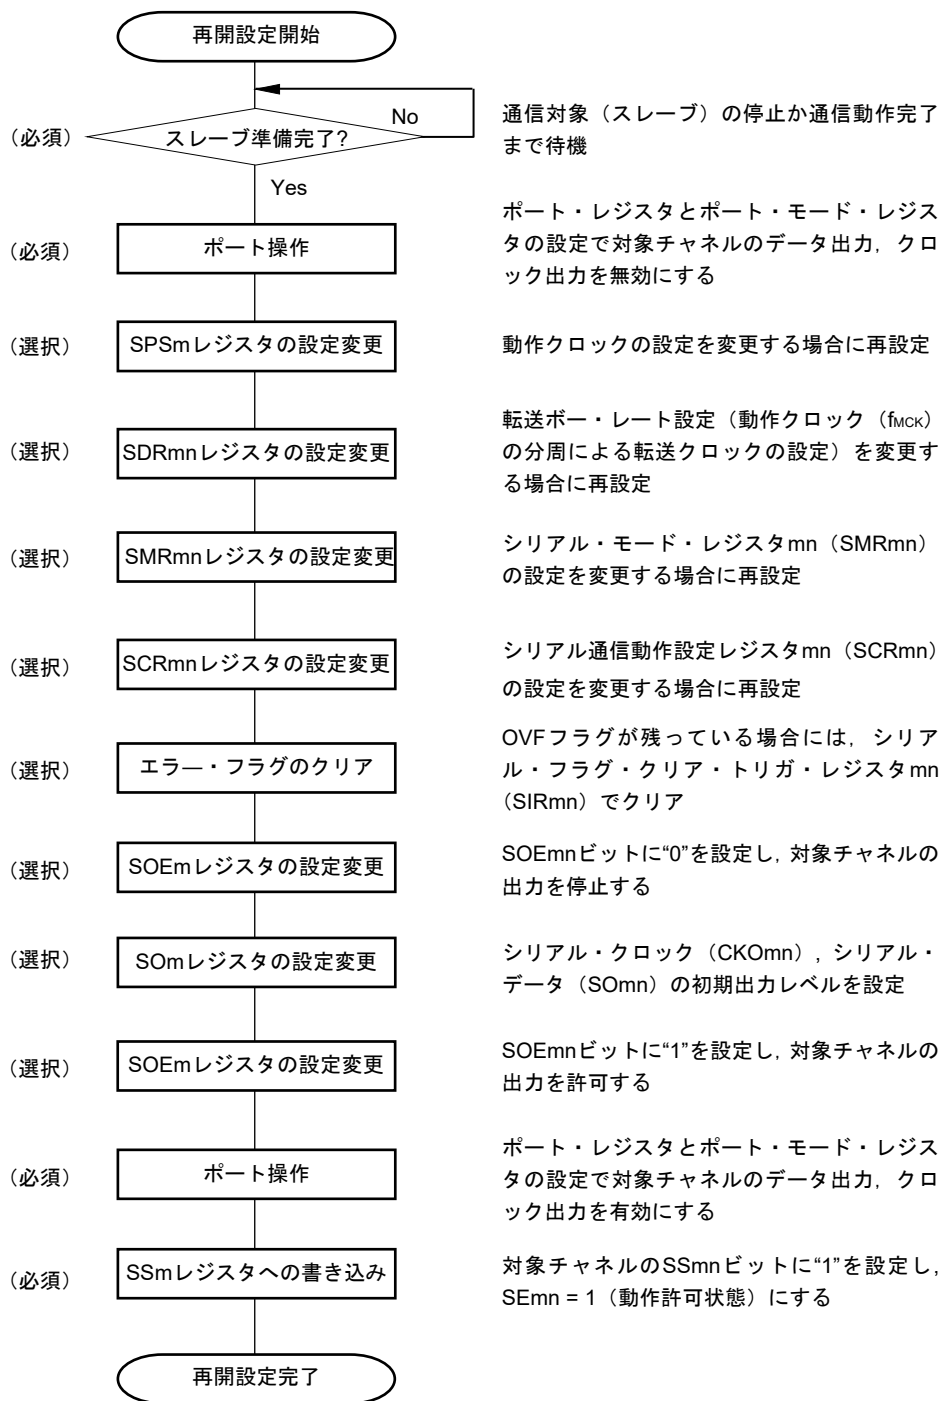 再開設定開始
No
（必須）
スレーブ準備完了?
通信対象（スレーブ）の停止か通信動作完了
まで待機
Yes
（必須）
ポート操作
ポート・レジスタとポート・モード・レジス
タの設定で対象チャネルのデータ出力，クロ
ック出力を無効にする
（選択）
SPSmレジスタの設定変更
動作クロックの設定を変更する場合に再設定
（選択）
SDRmnレジスタの設定変更
転送ボー・レート設定（動作クロック（fMCK）
の分周による転送クロックの設定）を変更す
る場合に再設定
（選択）
SMRmnレジスタの設定変更
シリアル・モード・レジスタmn（SMRmn）
の設定を変更する場合に再設定
（選択）
SCRmnレジスタの設定変更
シリアル通信動作設定レジスタmn（SCRmn）
の設定を変更する場合に再設定
（選択）
エラ―・フラグのクリア
OVFフラグが残っている場合には，シリア
ル・フラグ・クリア・トリガ・レジスタmn
（SIRmn）でクリア
（選択）
SOEmレジスタの設定変更
SOEmnビットに“0”を設定し，対象チャネルの
出力を停止する
（選択）
SOmレジスタの設定変更
シリアル・クロック（CKOmn）, シリアル・
データ（SOmn）の初期出力レベルを設定
（選択）
SOEmレジスタの設定変更
SOEmnビットに“1”を設定し，対象チャネルの
出力を許可する
（必須）
ポート操作
ポート・レジスタとポート・モード・レジス
タの設定で対象チャネルのデータ出力，クロ
ック出力を有効にする
（必須）
SSmレジスタへの書き込み
対象チャネルのSSmnビットに“1”を設定し,
SEmn = 1（動作許可状態）にする
再開設定完了